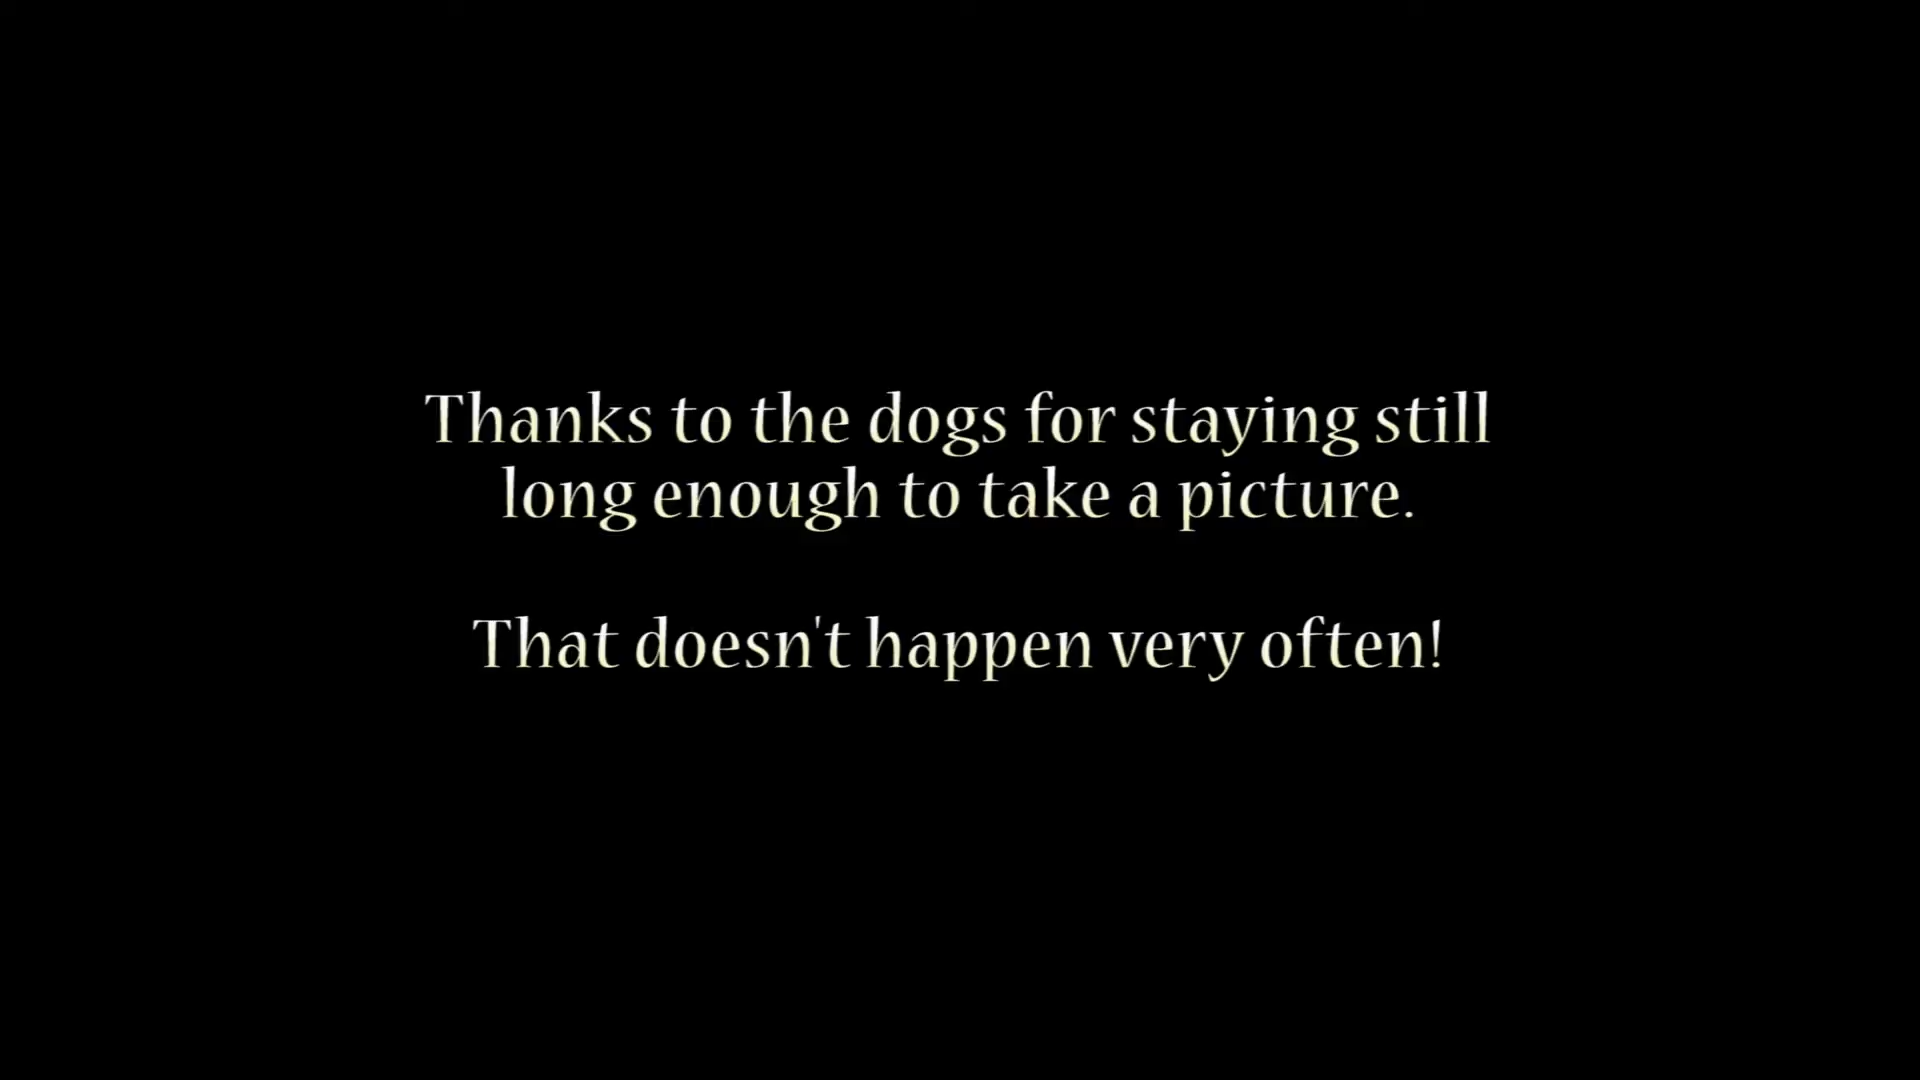 Thanks to the dogs for staying still
long enough to take a picture.
That doesn't happen very often!